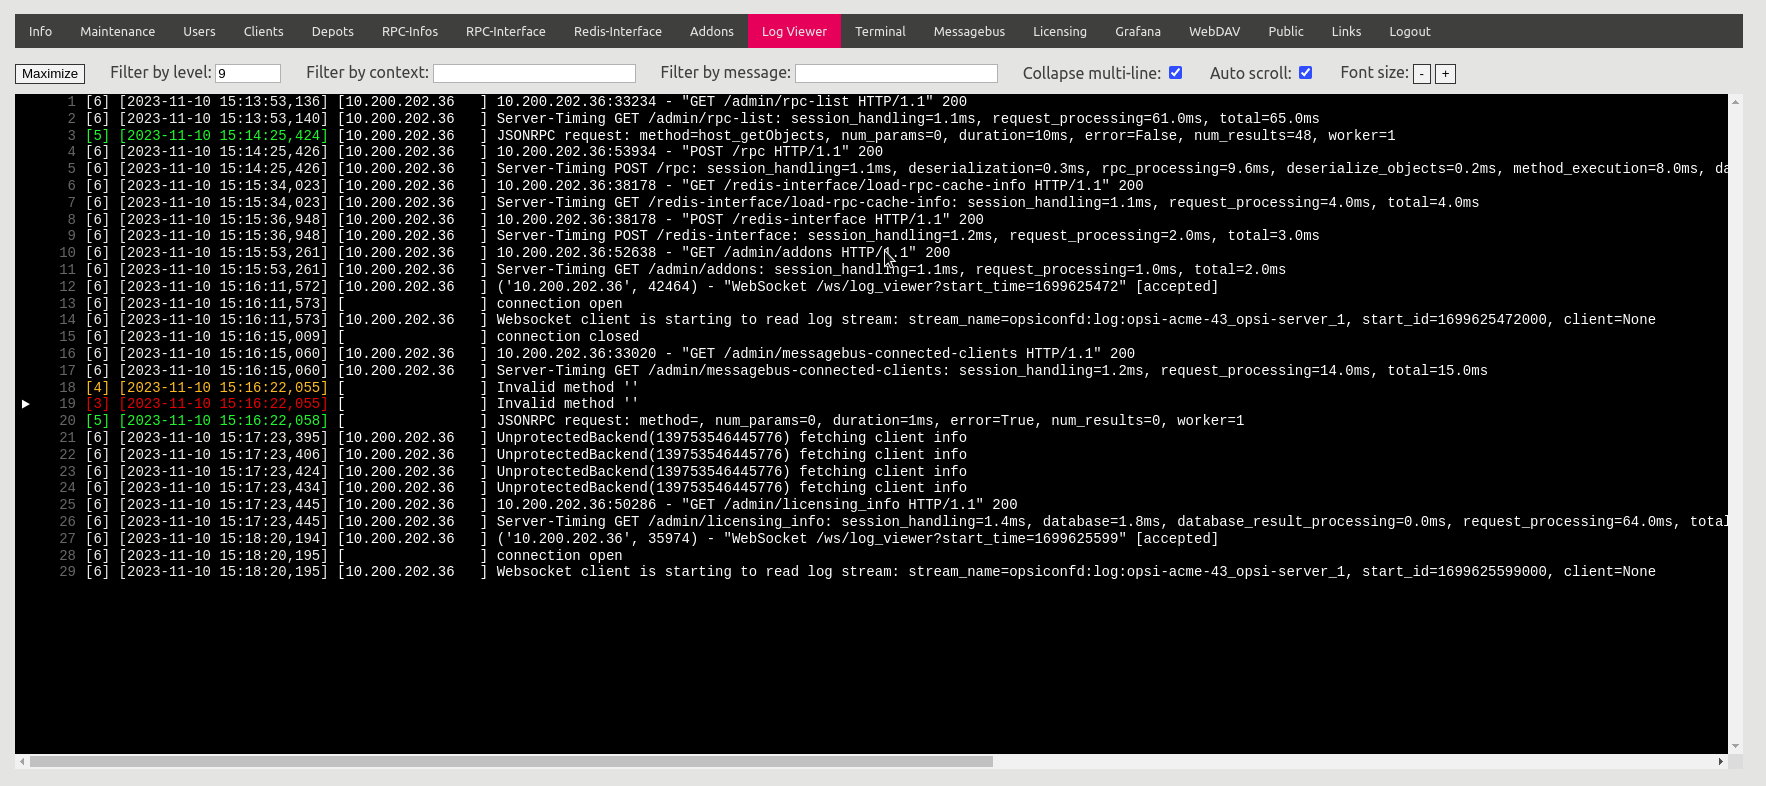 Info Maintenance Users Clients Depots RPC-Infos RPC-Interface Redis-Interface Addons Log Viewer Terminal Messagebus Licensing Grafana WebDAV Public Links Logout
Maximize Filter by level: 9 Filter by context: Filter by message: Collapse multi-line: Auto scroll: Font size: - +
1 [6] [2023-11-10 15:13:53,136] [10.200.202.36 ] 10.200.202.36:33234 - "GET /admin/rpc-list HTTP/1.1" 200
2 [6] [2023-11-10 15:13:53,140] [10.200.202.36 ] Server-Timing GET /admin/rpc-list: session_handling=1.1ms, request_processing=61.0ms, total=65.0ms
3 [5] [2023-11-10 15:14:25,424] [10.200.202.36 ] JSONRPC request: method=host_getObjects, num_params=0, duration=10ms, error=False, num_results=48, worker=1
4 [6] [2023-11-10 15:14:25,426] [10.200.202.36 ] 10.200.202.36:53934 - "POST /rpc HTTP/1.1" 200
5 [6] [2023-11-10 15:14:25,426] [10.200.202.36 ] Server-Timing POST /rpc: session_handling=1.1ms, deserialization=0.3ms, rpc_processing=9.6ms, deserialize_objects=0.2ms, method_execution=8.0ms, da
6 [6] [2023-11-10 15:15:34,023] [10.200.202.36 ] 10.200.202.36:38178 - "GET /redis-interface/load-rpc-cache-info HTTP/1.1" 200
7 [6] [2023-11-10 15:15:34,023] [10.200.202.36 ] Server-Timing GET /redis-interface/load-rpc-cache-info: session_handling=1.1ms, request_processing=4.0ms, total=4.0ms
8 [6] [2023-11-10 15:15:36,948] [10.200.202.36 ] 10.200.202.36:38178 - "POST /redis-interface HTTP/1.1" 200
9 [6] [2023-11-10 15:15:36,948] [10.200.202.36 ] Server-Timing POST /redis-interface: session_handling=1.2ms, request_processing=2.0ms, total=3.0ms
10 [6] [2023-11-10 15:15:53,261] [10.200.202.36 ] 10.200.202.36:52638 - "GET /admin/addons HTTP/1.1" 200
11 [6] [2023-11-10 15:15:53,261] [10.200.202.36 ] Server-Timing GET /admin/addons: session_handling=1.1ms, request_processing=1.0ms, total=2.0ms
12 [6] [2023-11-10 15:16:11,572] [10.200.202.36 ] ('10.200.202.36', 42464) - "WebSocket /ws/log_viewer?start_time=1699625472" [accepted]
13 [6] [2023-11-10 15:16:11,573] [ ] connection open
14 [6] [2023-11-10 15:16:11,573] [10.200.202.36 ] Websocket client is starting to read log stream: stream_name=opsiconfd:log:opsi-acme-43_opsi-server_1, start_id=1699625472000, client=None
15 [6] [2023-11-10 15:16:15,009] [ ] connection closed
16 [6] [2023-11-10 15:16:15,060] [10.200.202.36 ] 10.200.202.36:33020 - "GET /admin/messagebus-connected-clients HTTP/1.1" 200
17 [6] [2023-11-10 15:16:15,060] [10.200.202.36 ] Server-Timing GET /admin/messagebus-connected-clients: session_handling=1.2ms, request_processing=14.0ms, total=15.0ms
18 [4] [2023-11-10 15:16:22,055] [ ] Invalid method ''
19 [3] [2023-11-10 15:16:22,055] [ ] Invalid method ''
20 [5] [2023-11-10 15:16:22,058] [ ] JSONRPC request: method=, num_params=0, duration=1ms, error=True, num_results=0, worker=1
21 [6] [2023-11-10 15:17:23,395] [10.200.202.36 ] UnprotectedBackend(139753546445776) fetching client info
22 [6] [2023-11-10 15:17:23,406] [10.200.202.36 ] UnprotectedBackend(139753546445776) fetching client info
23 [6] [2023-11-10 15:17:23,424] [10.200.202.36 ] UnprotectedBackend(139753546445776) fetching client info
24 [6] [2023-11-10 15:17:23,434] [10.200.202.36 ] UnprotectedBackend(139753546445776) fetching client info
25 [6] [2023-11-10 15:17:23,445] [10.200.202.36 ] 10.200.202.36:50286 - "GET /admin/licensing_info HTTP/1.1" 200
26 [6] [2023-11-10 15:17:23,445] [10.200.202.36 ] Server-Timing GET /admin/licensing_info: session_handling=1.4ms, database=1.8ms, database_result_processing=0.0ms, request_processing=64.0ms, total
27 [6] [2023-11-10 15:18:20,194] [10.200.202.36 ] ('10.200.202.36', 35974) - "WebSocket /ws/log_viewer?start_time=1699625599" [accepted]
28 [6] [2023-11-10 15:18:20,195] [ ] connection open
29 [6] [2023-11-10 15:18:20,195] [10.200.202.36 ] Websocket client is starting to read log stream: stream_name=opsiconfd:log:opsi-acme-43_opsi-server_1, start_id=1699625599000, client=None